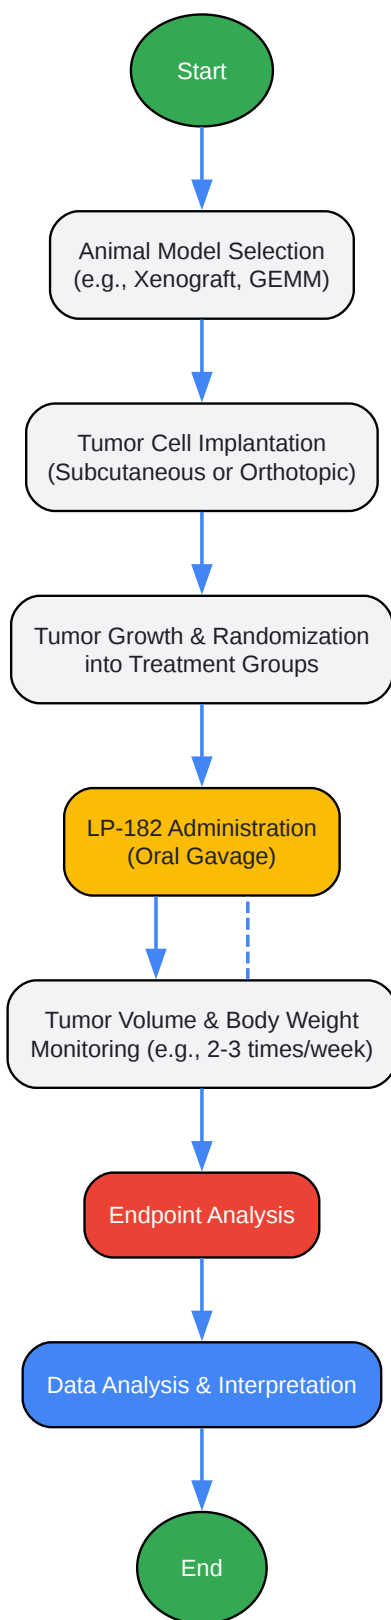 Start
Animal Model Selection
(e.g., Xenograft, GEMM)
Tumor Cell Implantation
(Subcutaneous or Orthotopic)
Tumor Growth & Randomization
into Treatment Groups
LP-182 Administration
(Oral Gavage)
Tumor Volume & Body Weight
Monitoring (e.g., 2-3 times/week)
Endpoint Analysis
Data Analysis & Interpretation
End